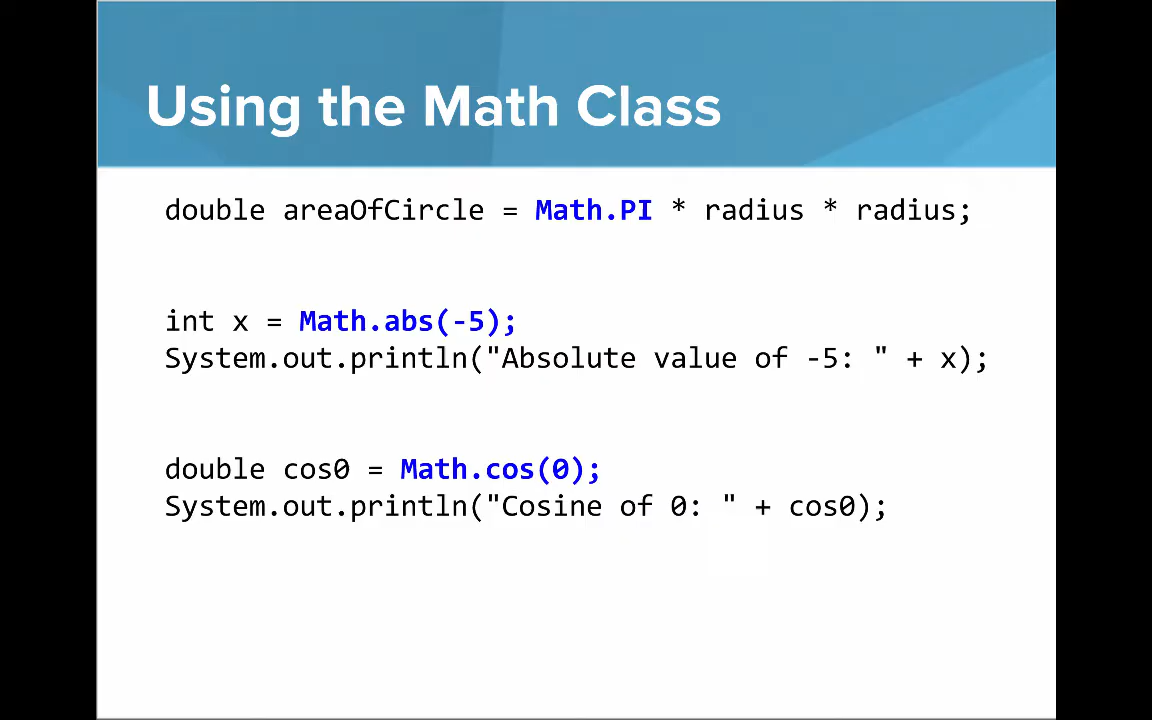 Using the Math Class
double areaOfCircle = Math.PI * radius * radius;
int x = Math.abs(-5);
System.out.println("Absolute value of -5: " + x);
double cos0 = Math.cos(0);
System.out.println("Cosine of 0: " + cos0);